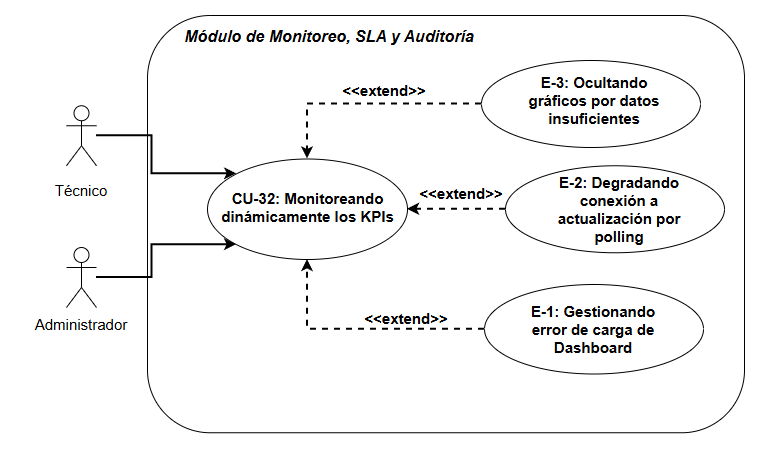 Módulo de Monitoreo, SLA y Auditoría
E-3: Ocultando
gráficos por datos
insuficientes
<<extend>>
Técnico
CU-32: Monitoreando
dinámicamente los KPIs
<<extend>>
E-2: Degradando
conexión a
actualización por
polling
Administrador
<<extend>>
E-1: Gestionando
error de carga de
Dashboard